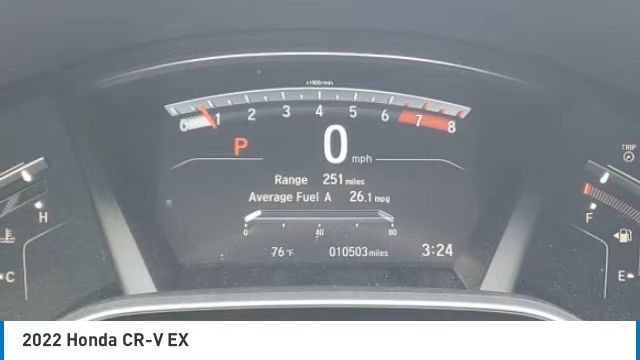 x1000r/min
0 1 2 3 4 5 6 7 8
P 0 mph
TRIP
Range 251 miles
Average Fuel A 26.1 mpg
H F
0 40 80
C E
76°F 010503 miles 3:24
2022 Honda CR-V EX